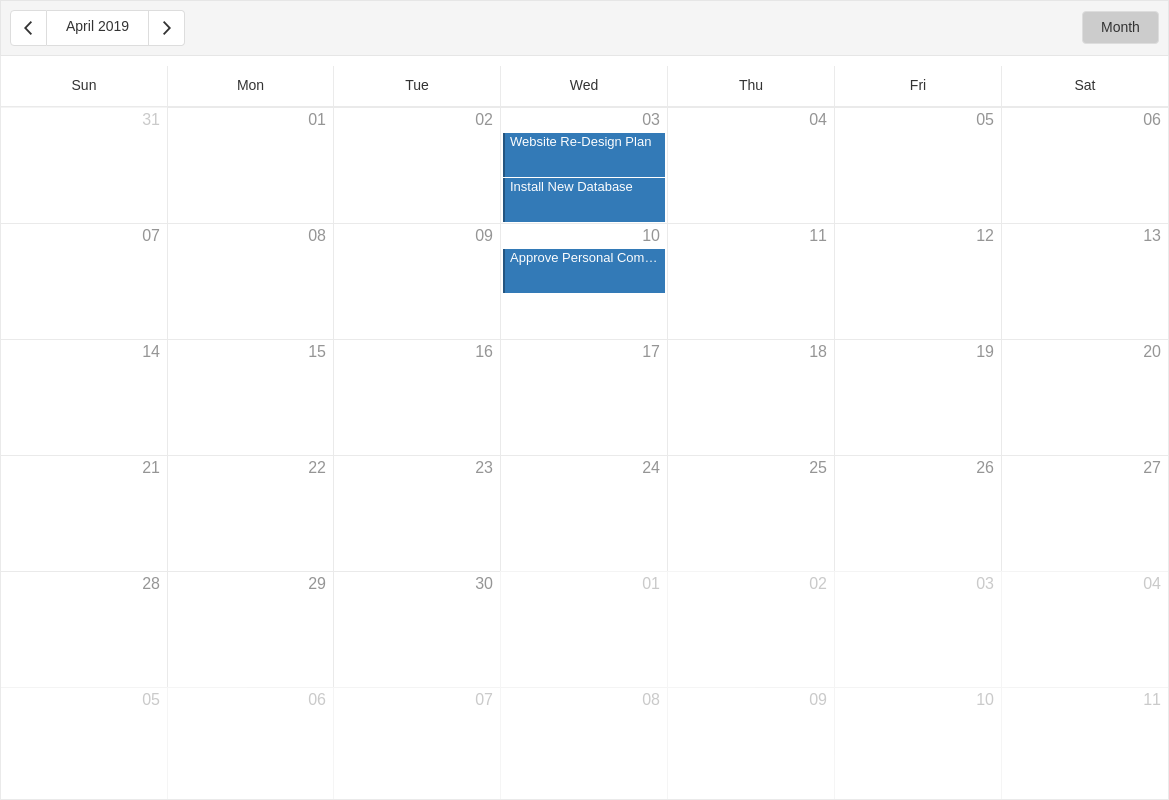 April 2019
Month
Sun Mon Tue Wed Thu Fri Sat
31 01 02 03 04 05 06
Website Re-Design Plan
Install New Database
07 08 09 10 11 12 13
Approve Personal Com…
14 15 16 17 18 19 20
21 22 23 24 25 26 27
28 29 30 01 02 03 04
05 06 07 08 09 10 11